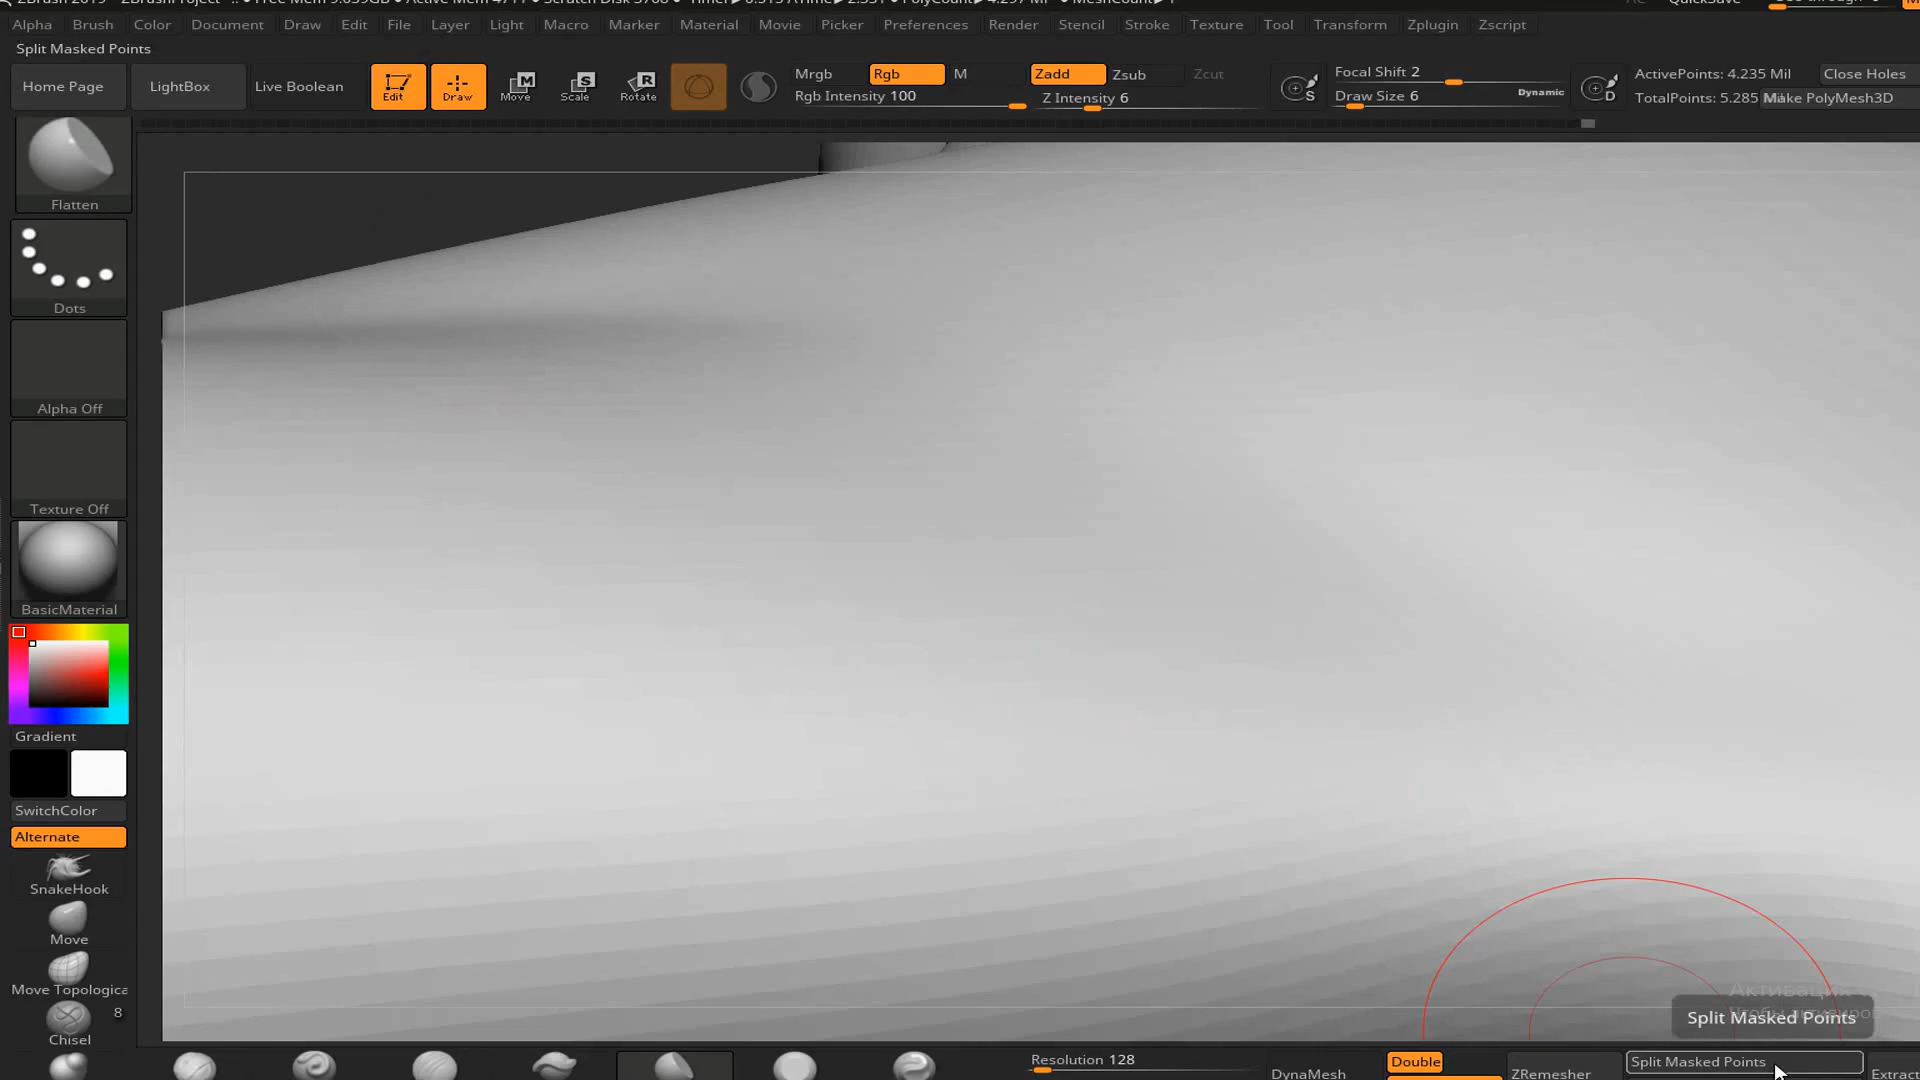 Alpha Brush Color Document Draw Edit File Layer Light Macro Marker Material Movie Picker Preferences Render Stencil Stroke Texture Tool Transform Zplugin Zscript
Split Masked Points
Home Page LightBox Live Boolean Edit Draw Move Scale Rotate
Mrgb Rgb M Zadd Zsub Zcut
Rgb Intensity 100 Z Intensity 6
Focal Shift 2
Draw Size 6 Dynamic
ActivePoints: 4.235 Mil Close Holes
TotalPoints: 5.285 Make PolyMesh3D
Flatten
Dots
Alpha Off
Texture Off
BasicMaterial
Gradient
SwitchColor
Alternate
SnakeHook
Move
Move Topologica
8
Chisel
Активация
Split Masked Points
Resolution 128
DynaMesh
Double
ZRemesher
Split Masked Points
Extract